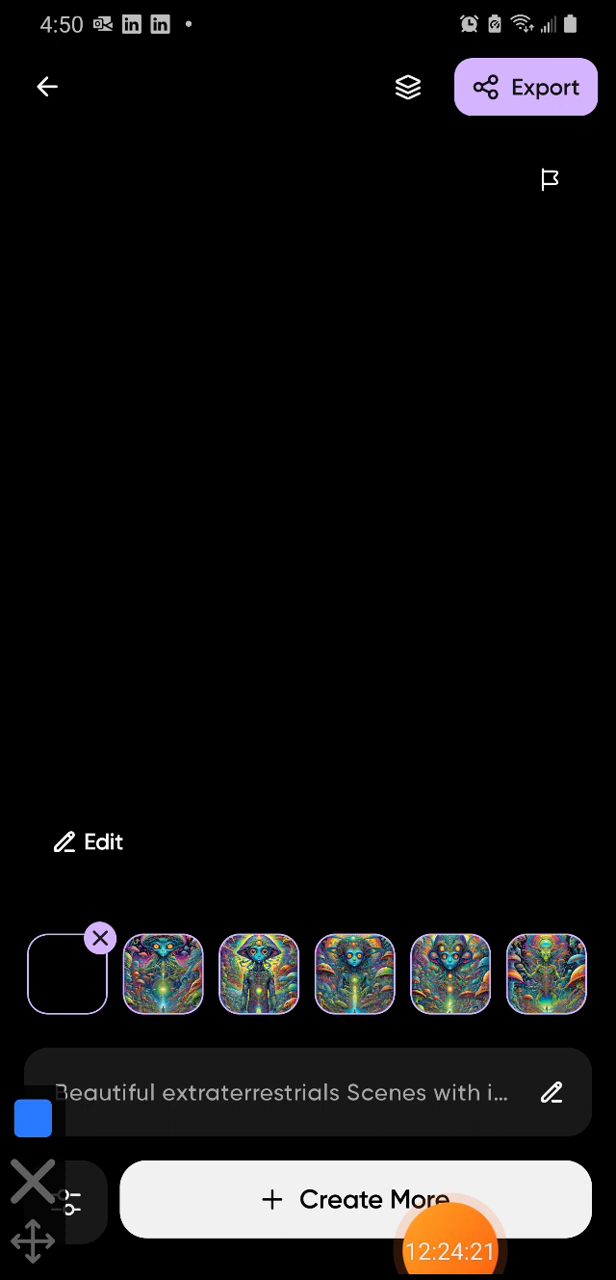 4:50
Export
Edit
Beautiful extraterrestrials Scenes with i...
Create More
12:24:21